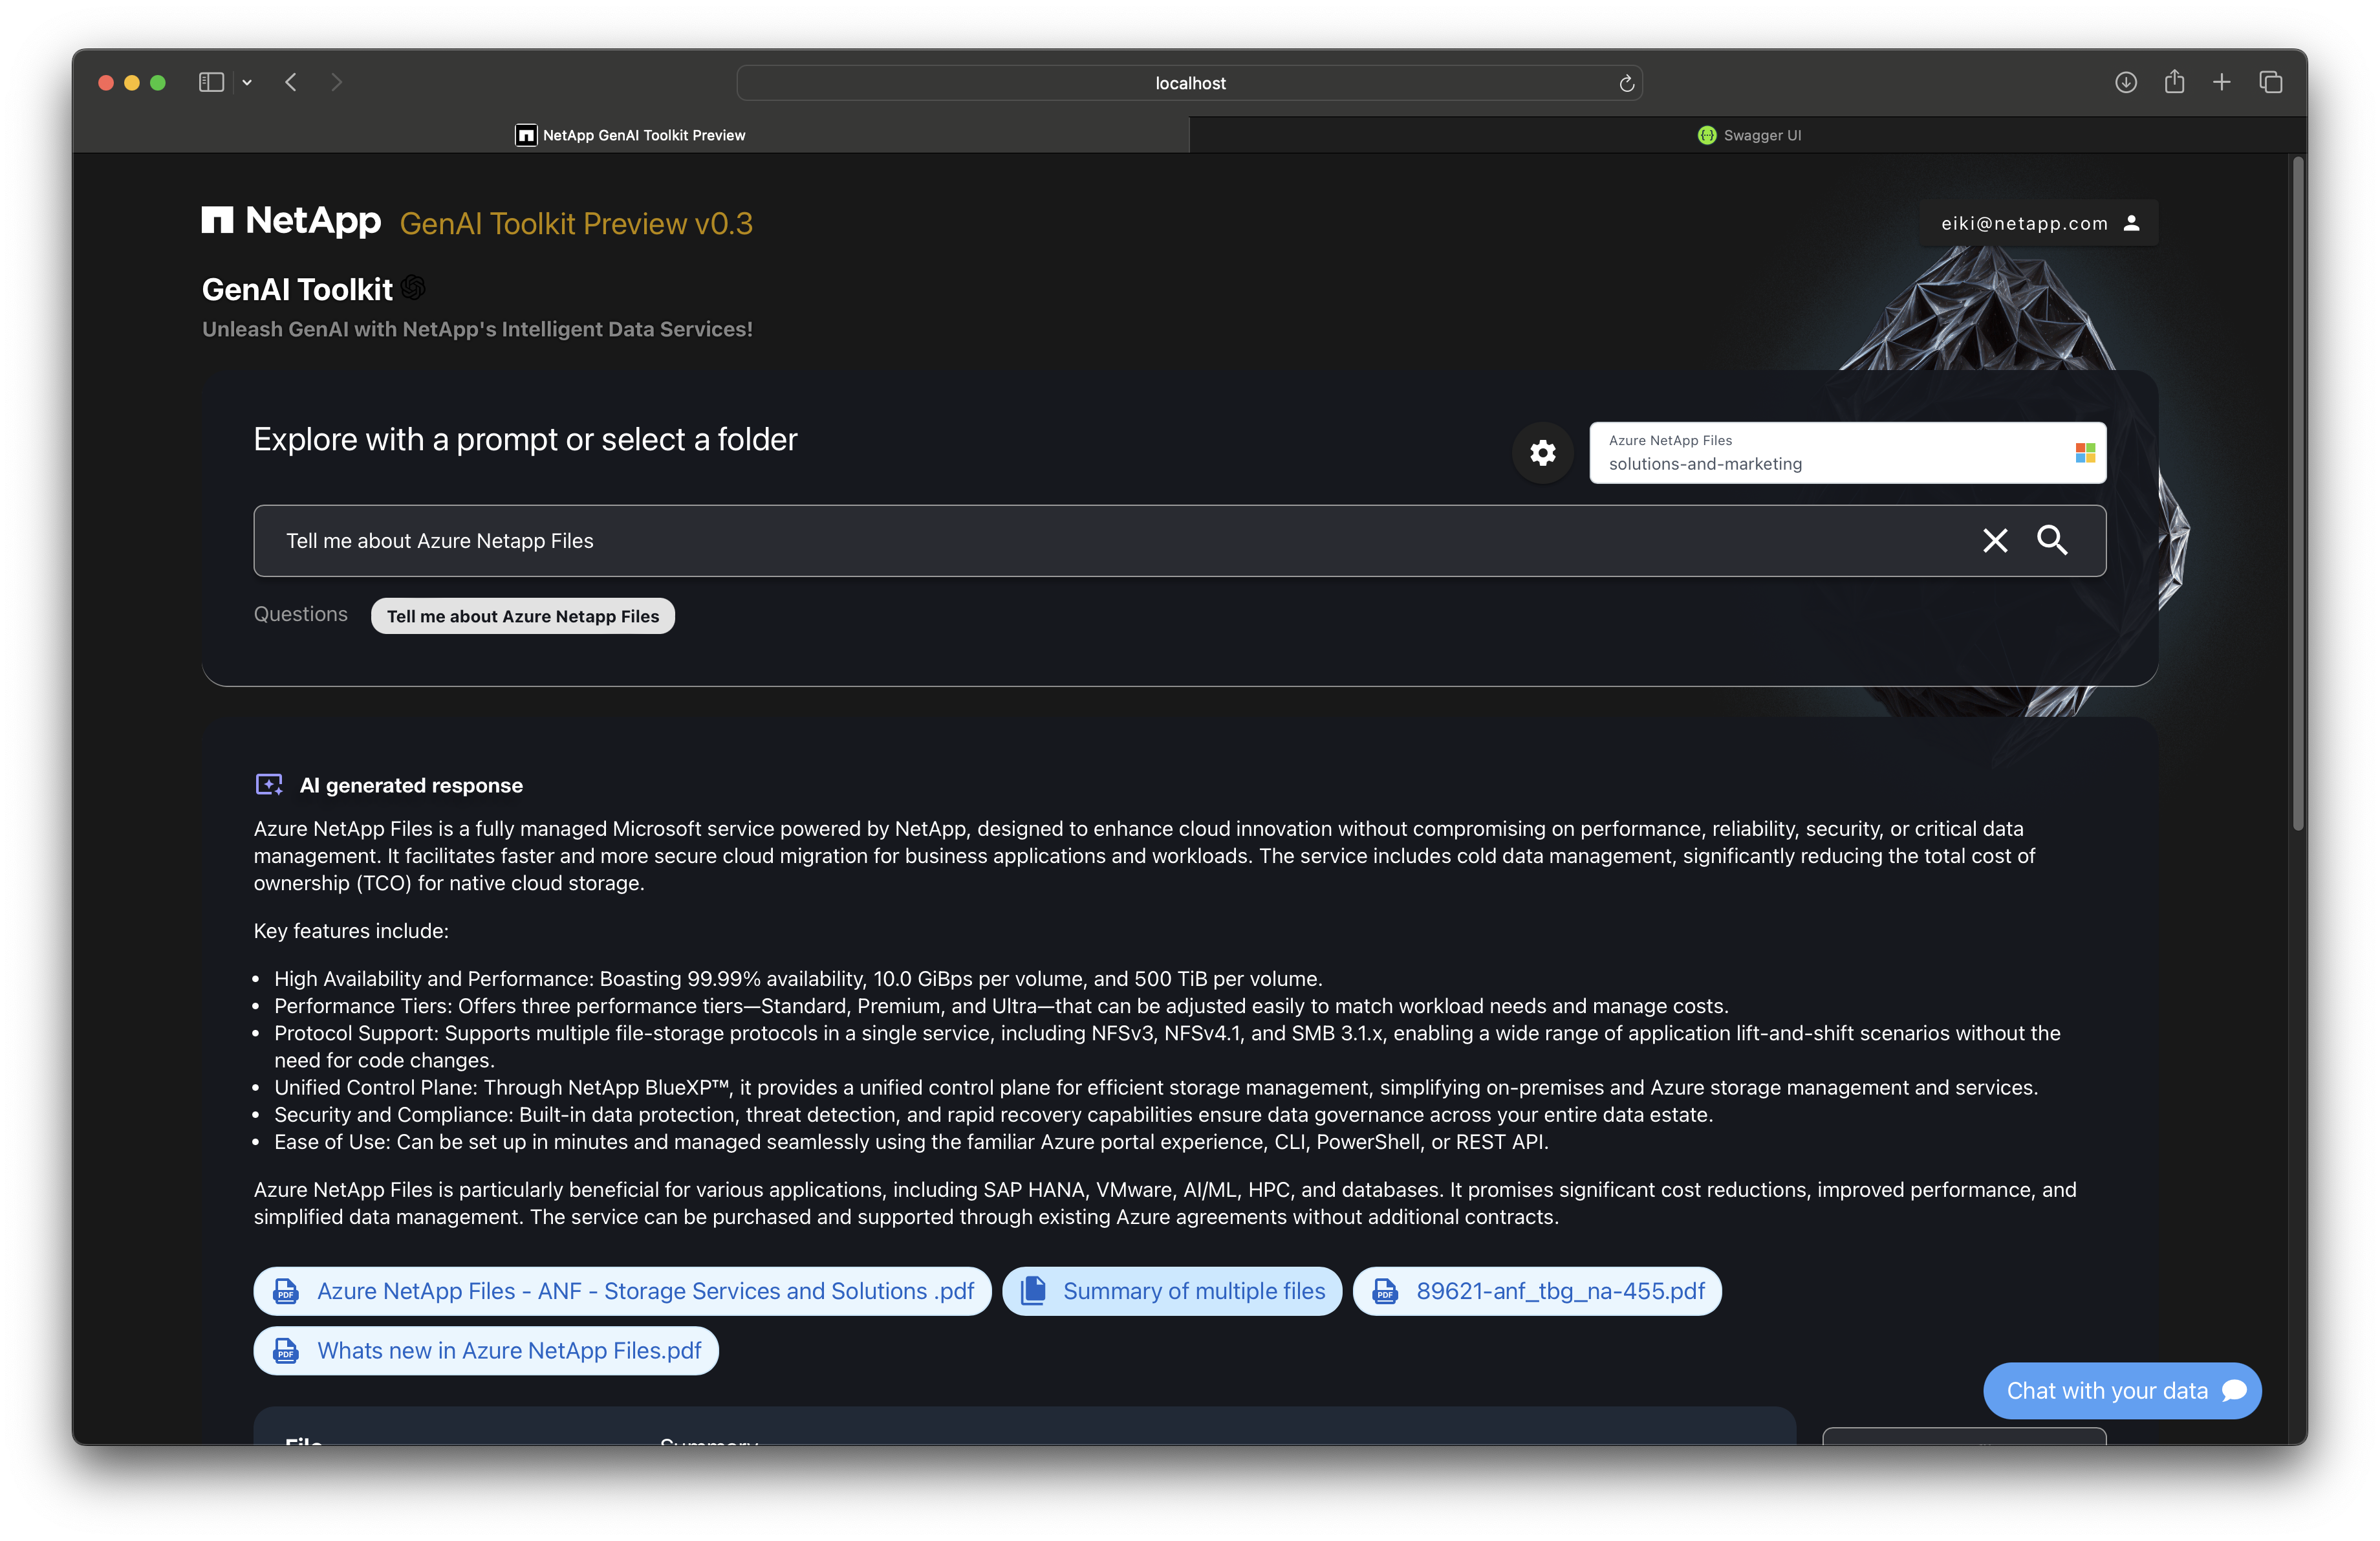 localhost
NetApp GenAI Toolkit Preview
Swagger UI
NetApp GenAI Toolkit Preview v0.3
eiki@netapp.com
GenAI Toolkit
Unleash GenAI with NetApp's Intelligent Data Services!
Explore with a prompt or select a folder
Azure NetApp Files
solutions-and-marketing
Tell me about Azure Netapp Files
Questions
Tell me about Azure Netapp Files
AI generated response
Azure NetApp Files is a fully managed Microsoft service powered by NetApp, designed to enhance cloud innovation without compromising on performance, reliability, security, or critical data
management. It facilitates faster and more secure cloud migration for business applications and workloads. The service includes cold data management, significantly reducing the total cost of
ownership (TCO) for native cloud storage.
Key features include:
• High Availability and Performance: Boasting 99.99% availability, 10.0 GiBps per volume, and 500 TiB per volume.
• Performance Tiers: Offers three performance tiers—Standard, Premium, and Ultra—that can be adjusted easily to match workload needs and manage costs.
• Protocol Support: Supports multiple file-storage protocols in a single service, including NFSv3, NFSv4.1, and SMB 3.1.x, enabling a wide range of application lift-and-shift scenarios without the
need for code changes.
• Unified Control Plane: Through NetApp BlueXP™, it provides a unified control plane for efficient storage management, simplifying on-premises and Azure storage management and services.
• Security and Compliance: Built-in data protection, threat detection, and rapid recovery capabilities ensure data governance across your entire data estate.
• Ease of Use: Can be set up in minutes and managed seamlessly using the familiar Azure portal experience, CLI, PowerShell, or REST API.
Azure NetApp Files is particularly beneficial for various applications, including SAP HANA, VMware, AI/ML, HPC, and databases. It promises significant cost reductions, improved performance, and
simplified data management. The service can be purchased and supported through existing Azure agreements without additional contracts.
PDF Azure NetApp Files - ANF - Storage Services and Solutions .pdf
Summary of multiple files
PDF 89621-anf_tbg_na-455.pdf
PDF Whats new in Azure NetApp Files.pdf
Chat with your data
File
Summary